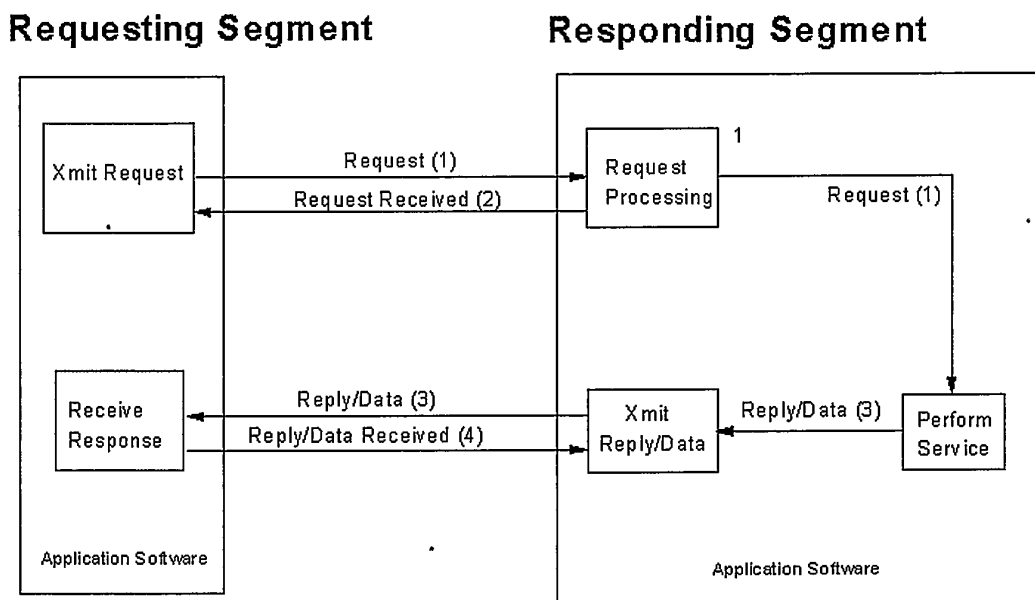 Requesting Segment
Responding Segment
Xmit Request
Request (1)
Request Received (2)
Request
Processing
1
Request (1)
Receive
Response
Reply/Data (3)
Reply/Data Received (4)
Xmit
Reply/Data
Reply/Data (3)
Perform
Service
Application Software
Application Software